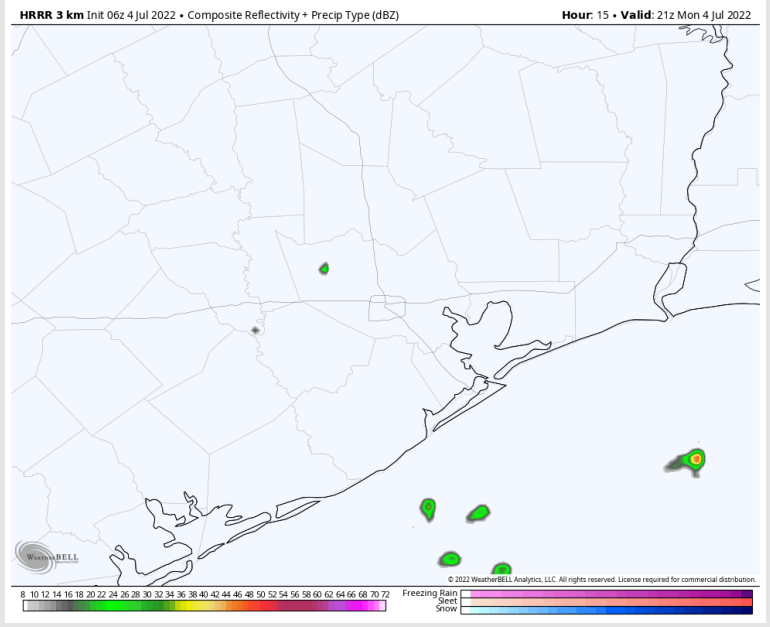 HRRR 3 km Init 06z 4 Jul 2022 • Composite Reflectivity + Precip Type (dBZ) Hour: 15 • Valid: 21z Mon 4 Jul 2022
WEATHERBELL
© 2022 WeatherBELL Analytics, LLC. All rights reserved. License required for commercial distribution.
8 10 12 14 16 18 20 22 24 26 28 30 32 34 36 38 40 42 44 46 48 50 52 54 56 58 60 62 64 66 68 70 72
Freezing Rain
Sleet
Snow